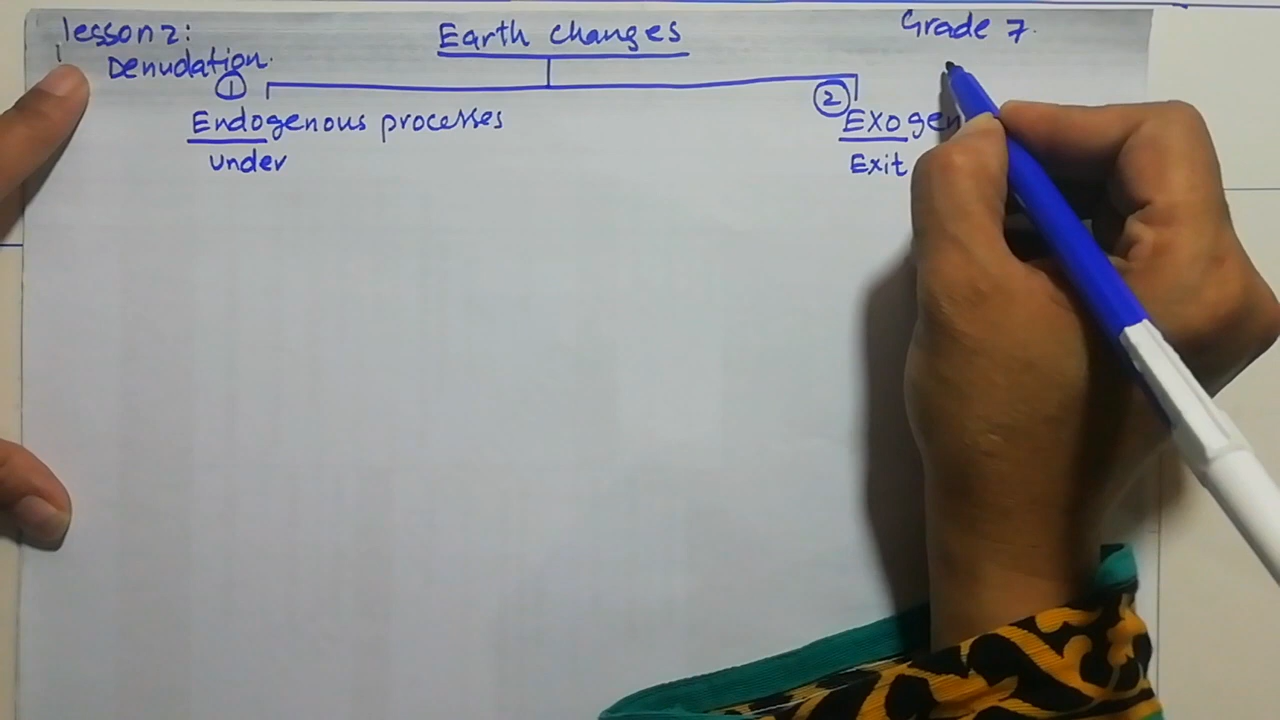 lesson 2:
Earth changes
Grade 7.
Denudation.
1
2
Endogenous processes
Under
Exit